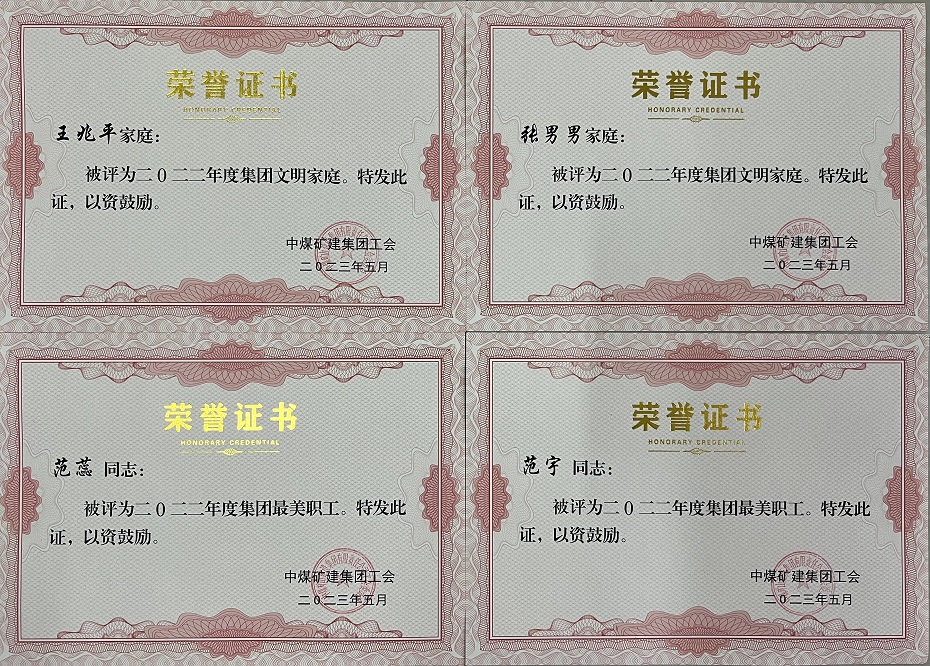 荣誉证书
HONORARY CREDENTIAL
王兆平家庭：
被评为二０二二年度集团文明家庭。特发此
证，以资鼓励。
中煤矿建集团工会
二０二三年五月
荣誉证书
HONORARY CREDENTIAL
张男男家庭：
被评为二０二二年度集团文明家庭。特发此
证，以资鼓励。
中煤矿建集团工会
二０二三年五月
荣誉证书
HONORARY CREDENTIAL
范蕊 同志：
被评为二０二二年度集团最美职工。特发此
证，以资鼓励。
中煤矿建集团工会
二０二三年五月
荣誉证书
HONORARY CREDENTIAL
范宇 同志：
被评为二０二二年度集团最美职工。特发此
证，以资鼓励。
中煤矿建集团工会
二０二三年五月